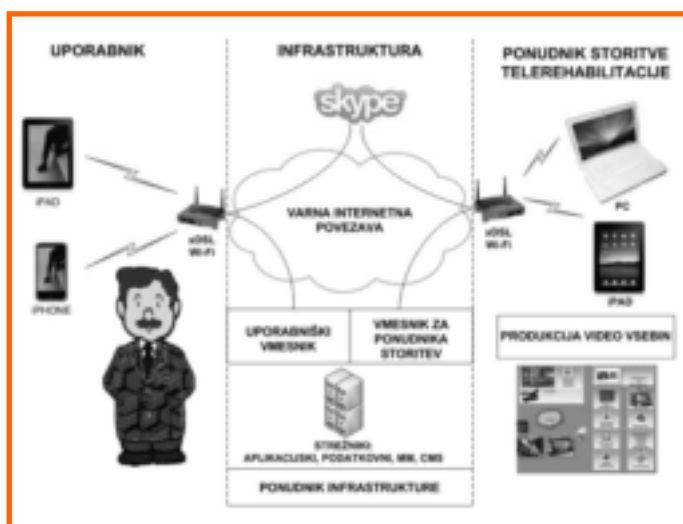 UPORABNIK
INFRASTRUKTURA
PONUDNIK STORITVE
TELEREHABILITACIJE
skype
iPAD
xDSL
Wi-Fi
iPHONE
VARNA INTERNETNA
POVEZAVA
xDSL
Wi-Fi
PC
iPAD
UPORABNIŠKI
VMESNIK
VMESNIK ZA
PONUDNIKA
STORITEV
PRODUKCIJA VIDEO VSEBIN
STREŽNIKI:
APLIKACIJSKI, PODATKOVNI, MM, CMS
PONUDNIK INFRASTRUKTURE